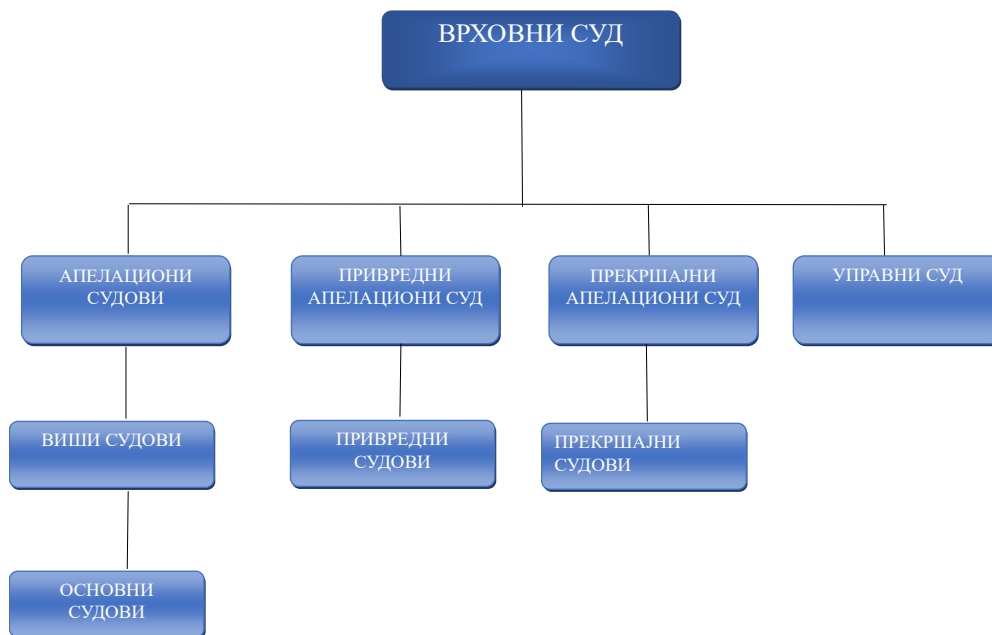 ВРХОВНИ СУД
АПЕЛАЦИОНИ
СУДОВИ
ПРИВРЕДНИ
АПЕЛАЦИОНИ СУД
ПРЕКРШАЈНИ
АПЕЛАЦИОНИ СУД
УПРАВНИ СУД
ВИШИ СУДОВИ
ПРИВРЕДНИ
СУДОВИ
ПРЕКРШАЈНИ
СУДОВИ
ОСНОВНИ
СУДОВИ